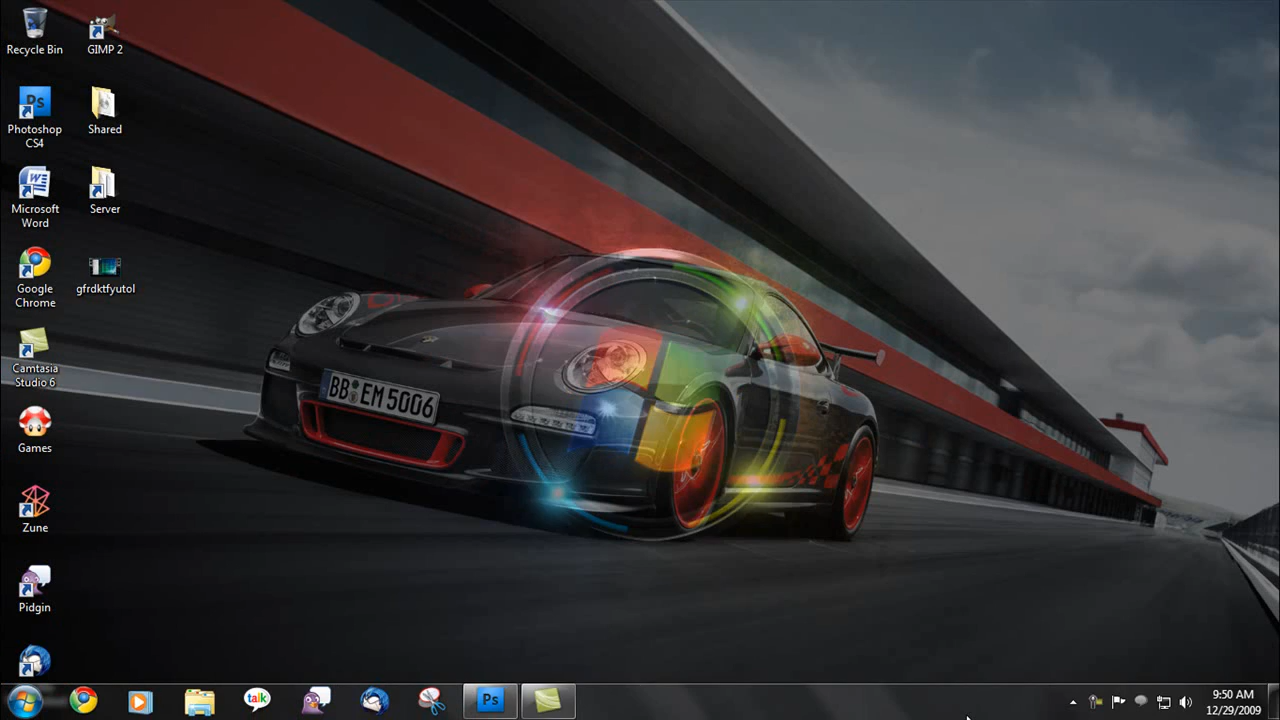 Recycle Bin
GIMP 2
Ps
Photoshop
CS4
Shared
W
Microsoft
Word
Server
Google
Chrome
gfrdktfyutol
Camtasia
Studio 6
Games
Zune
Pidgin
BB EM 5006
talk
Ps
9:50 AM
12/29/2009